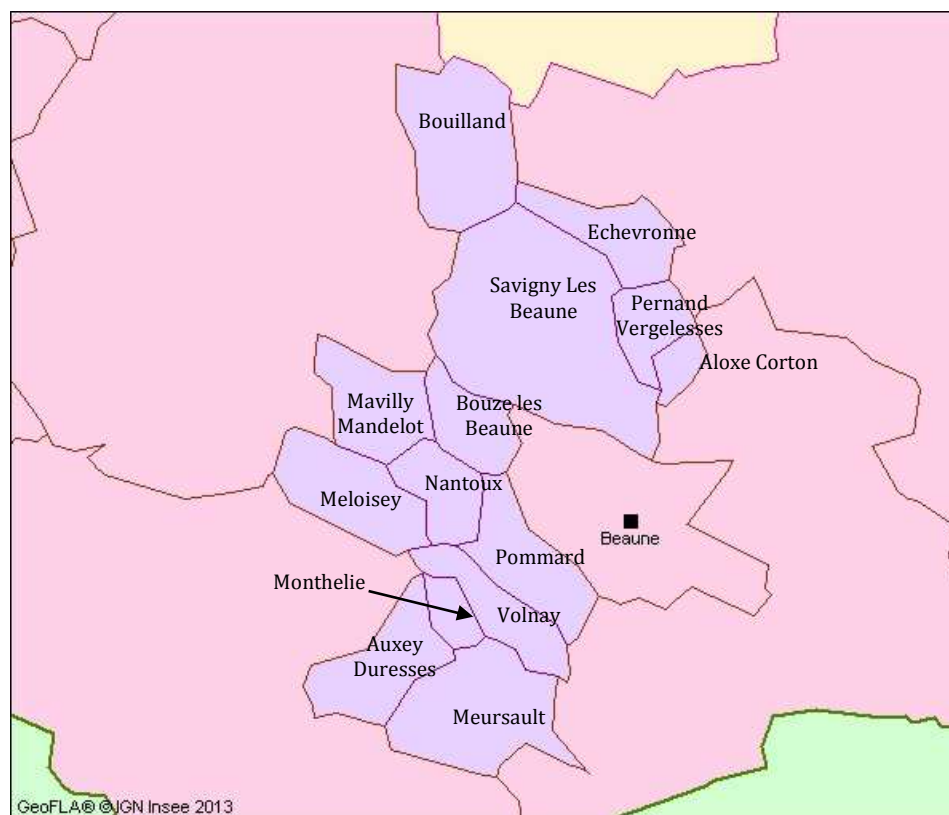 Bouilland
Echevronne
Savigny Les
Beaune
Pernand
Vergelesses
Aloxe Corton
Mavilly
Mandelot
Bouze les
Beaune
Nantoux
Meloisey
Beaune
Pommard
Monthelie
Volnay
Auxey
Duresses
Meursault
GeoFLA® © IGN Insee 2013